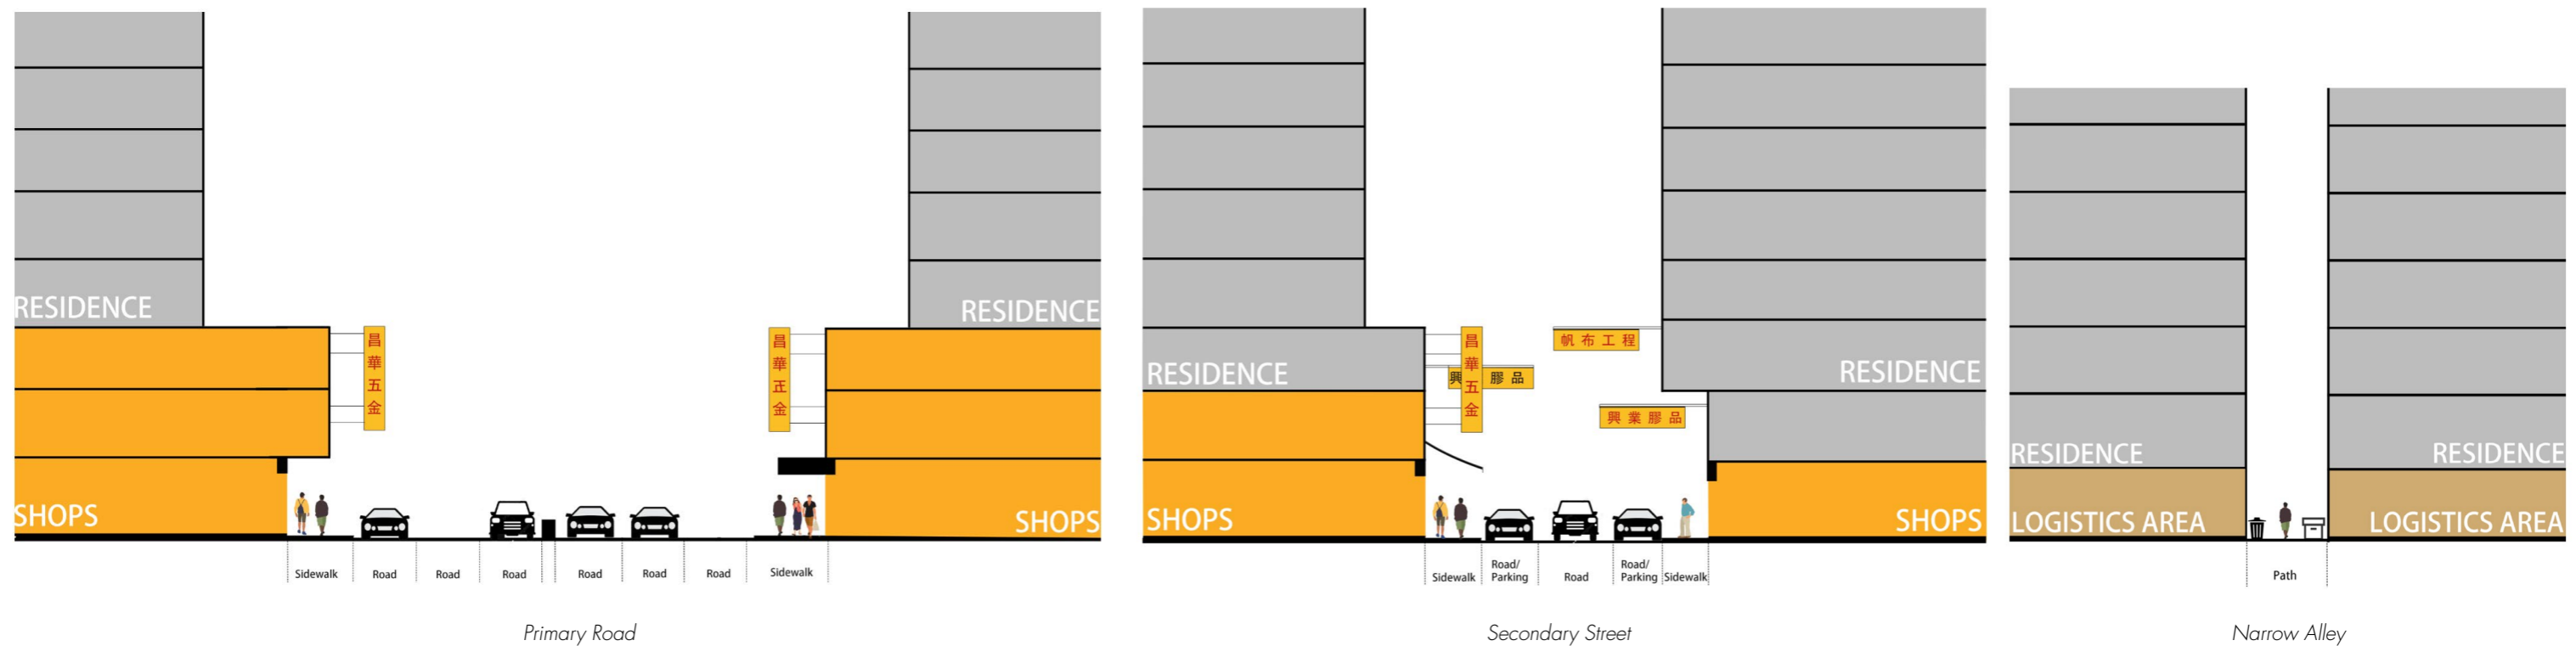 RESIDENCE
SHOPS
昌華五金
昌華正金
RESIDENCE
SHOPS
Sidewalk
Road
Road
Road
Road
Road
Road
Sidewalk
Primary Road
RESIDENCE
SHOPS
昌華五金
興 膠品
帆布工程
興業膠品
RESIDENCE
SHOPS
Sidewalk
Road/
Parking
Road
Road/
Parking
Sidewalk
Secondary Street
RESIDENCE
LOGISTICS AREA
RESIDENCE
LOGISTICS AREA
Path
Narrow Alley